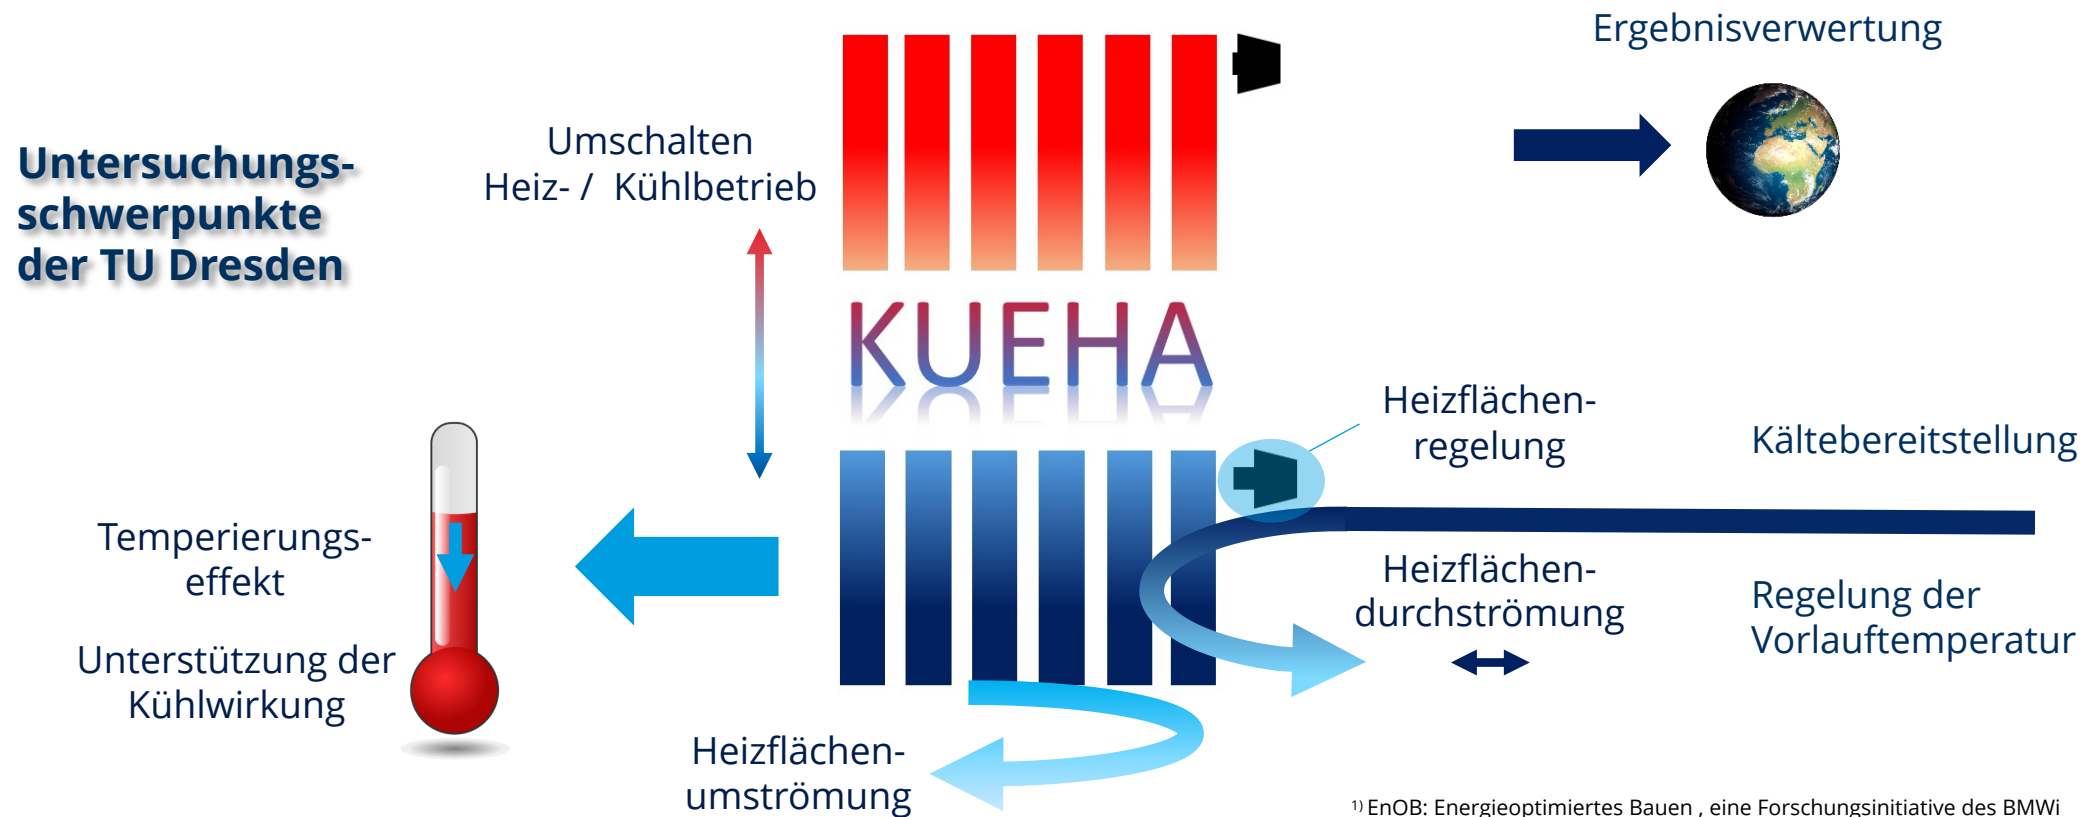 Untersuchungs-
schwerpunkte
der TU Dresden
Umschalten
Heiz- / Kühlbetrieb
Ergebnisverwertung
KUEHA
Heizflächen-
regelung
Kältebereitstellung
Temperierungs-
effekt
Unterstützung der
Kühlwirkung
Heizflächen-
durchströmung
Regelung der
Vorlauftemperatur
Heizflächen-
umströmung
1) EnOB: Energieoptimiertes Bauen , eine Forschungsinitiative des BMWi